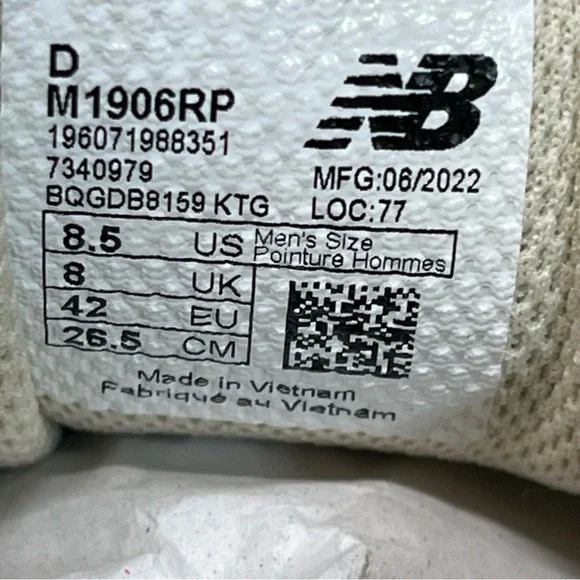 D
M1906RP
196071988351
7340979
BQGDB8159 KTG
NB
MFG:06/2022
LOC:77
8.5 US Men's Size
Pointure Hommes
8 UK
42 EU
26.5 CM
Made in Vietnam
Fabriqué au Vietnam